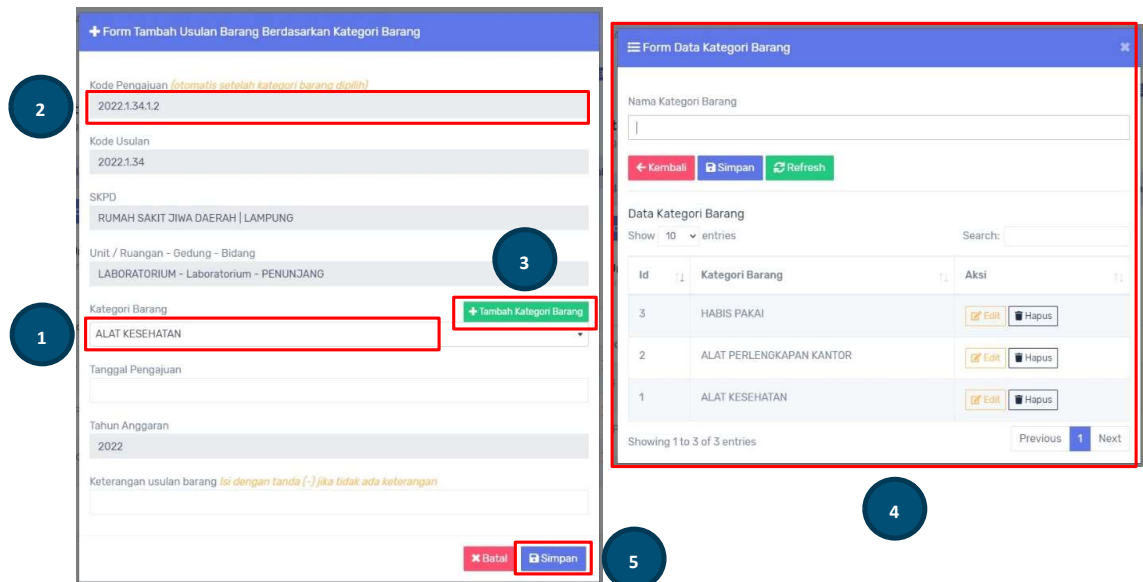 Form Tambah Usulan Barang Berdasarkan Kategori Barang
Kode Pengajuan (otomatis setelah kategori barang dipilih)
2
2022.1.34.1.2
Kode Usulan
2022.1.34
SKPD
RUMAH SAKIT JIWA DAERAH | LAMPUNG
Unit / Ruangan - Gedung - Bidang
LABORATORIUM - Laboratorium - PENUNJANG
3
Kategori Barang
+ Tambah Kategori Barang
1
ALAT KESEHATAN
Tanggal Pengajuan
Tahun Anggaran
2022
Keterangan usulan barang Isi dengan tanda (-) jika tidak ada keterangan
Batal
Simpan
5
Form Data Kategori Barang
Nama Kategori Barang
Kembali
Simpan
Refresh
Data Kategori Barang
Show 10 entries
Search:
Id Kategori Barang Aksi
3 HABIS PAKAI Edit Hapus
2 ALAT PERLENGKAPAN KANTOR Edit Hapus
1 ALAT KESEHATAN Edit Hapus
Showing 1 to 3 of 3 entries
Previous 1 Next
4